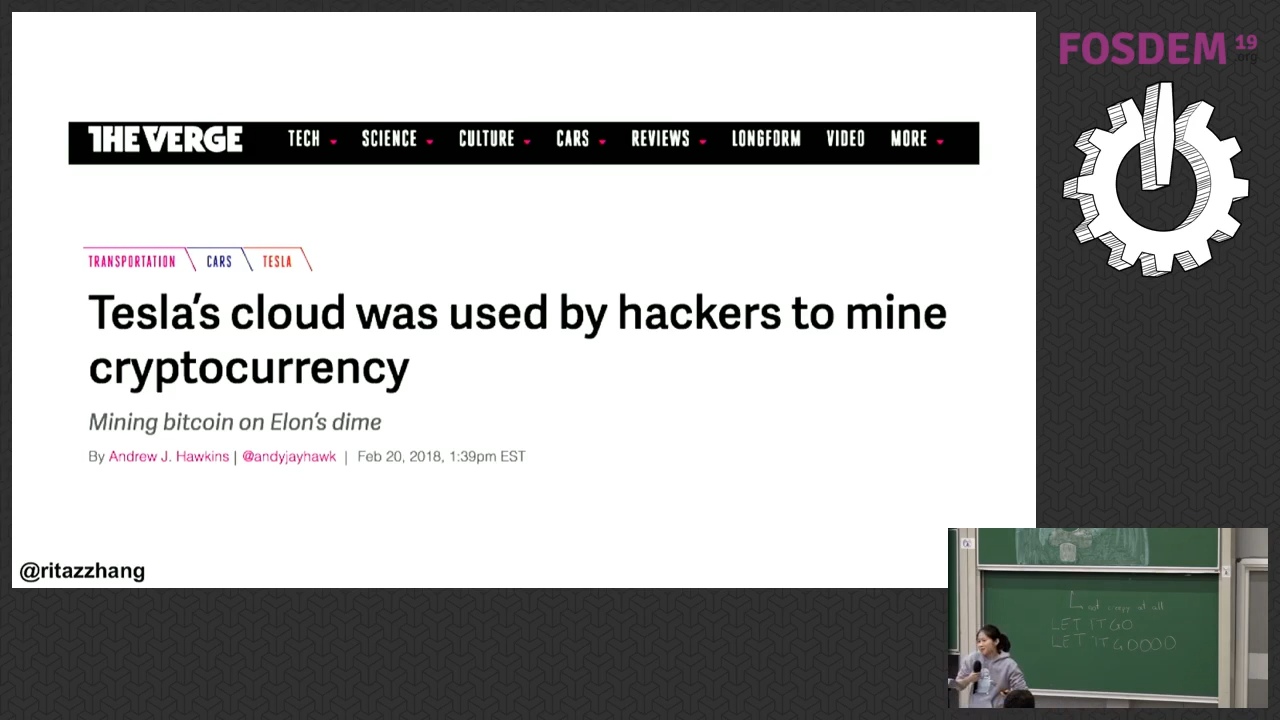 THE VERGE TECH SCIENCE CULTURE CARS REVIEWS LONGFORM VIDEO MORE
TRANSPORTATION CARS TESLA
Tesla's cloud was used by hackers to mine
cryptocurrency
Mining bitcoin on Elon's dime
By Andrew J. Hawkins | @andyjayhawk | Feb 20, 2018, 1:39pm EST
@ritazzhang
FOSDEM 19
.org
LET IT GO
LET IT GOOOO